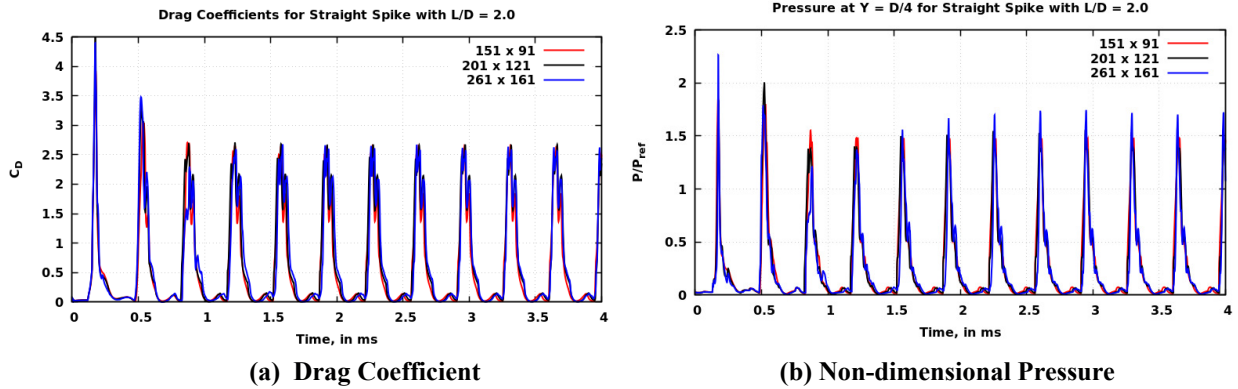 Drag Coefficients for Straight Spike with L/D = 2.0
4.5
4
3.5
3
2.5
2
1.5
1
0.5
0
C_D
151 x 91
201 x 121
261 x 161
0 0.5 1 1.5 2 2.5 3 3.5 4
Time, in ms
(a) Drag Coefficient
Pressure at Y = D/4 for Straight Spike with L/D = 2.0
2.5
2
1.5
1
0.5
0
P/P_ref
151 x 91
201 x 121
261 x 161
0 0.5 1 1.5 2 2.5 3 3.5 4
Time, in ms
(b) Non-dimensional Pressure